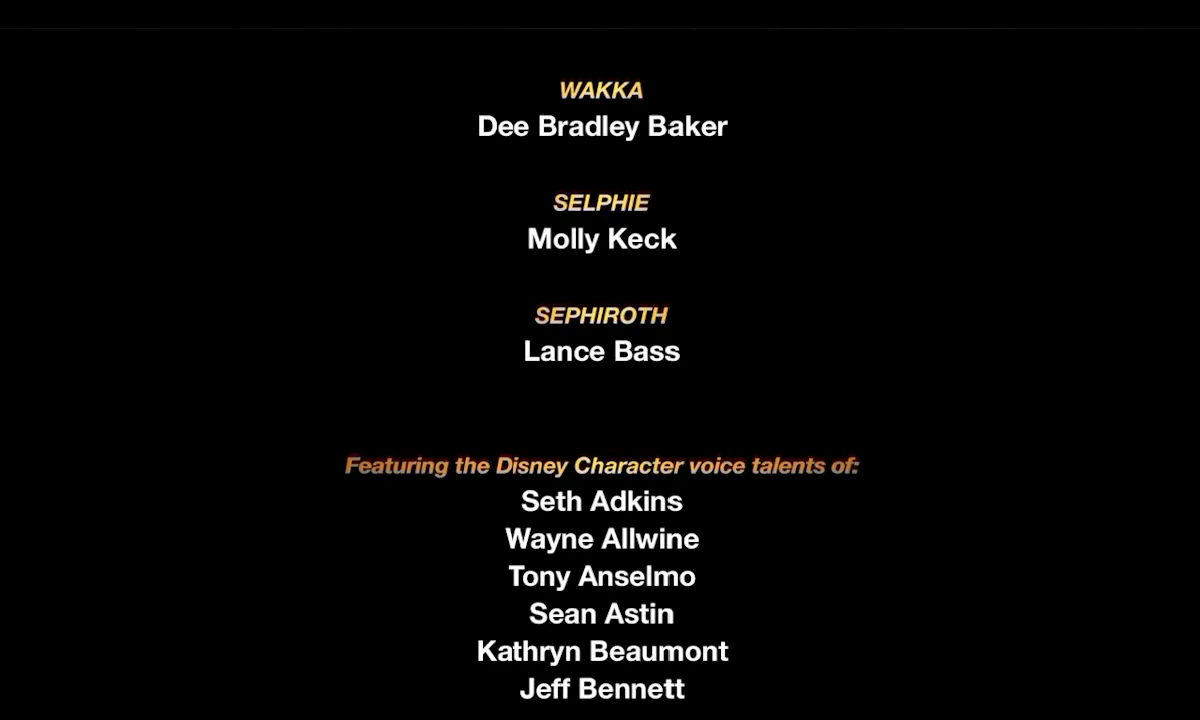 WAKKA
Dee Bradley Baker
SELPHIE
Molly Keck
SEPHIROTH
Lance Bass
Featuring the Disney Character voice talents of:
Seth Adkins
Wayne Allwine
Tony Anselmo
Sean Astin
Kathryn Beaumont
Jeff Bennett